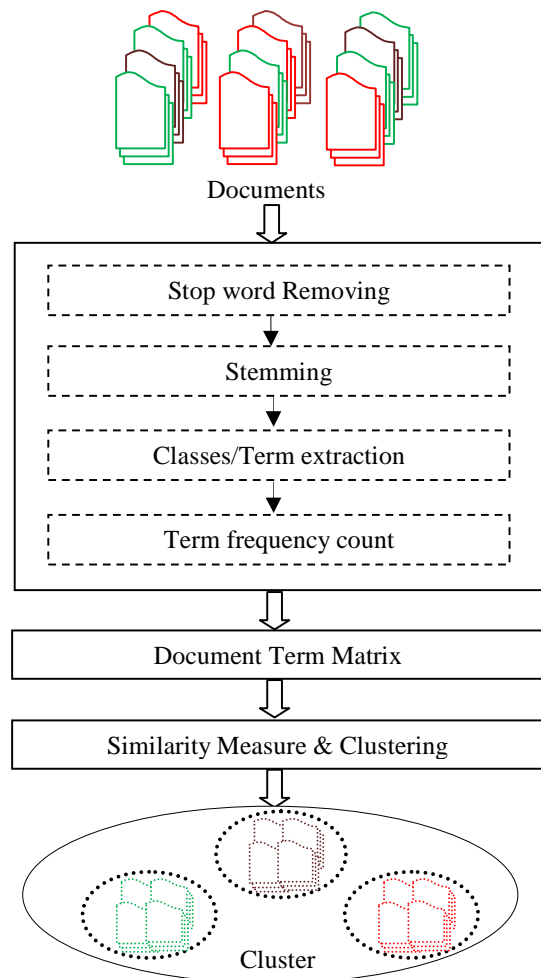 Documents
Stop word Removing
Stemming
Classes/Term extraction
Term frequency count
Document Term Matrix
Similarity Measure & Clustering
Cluster